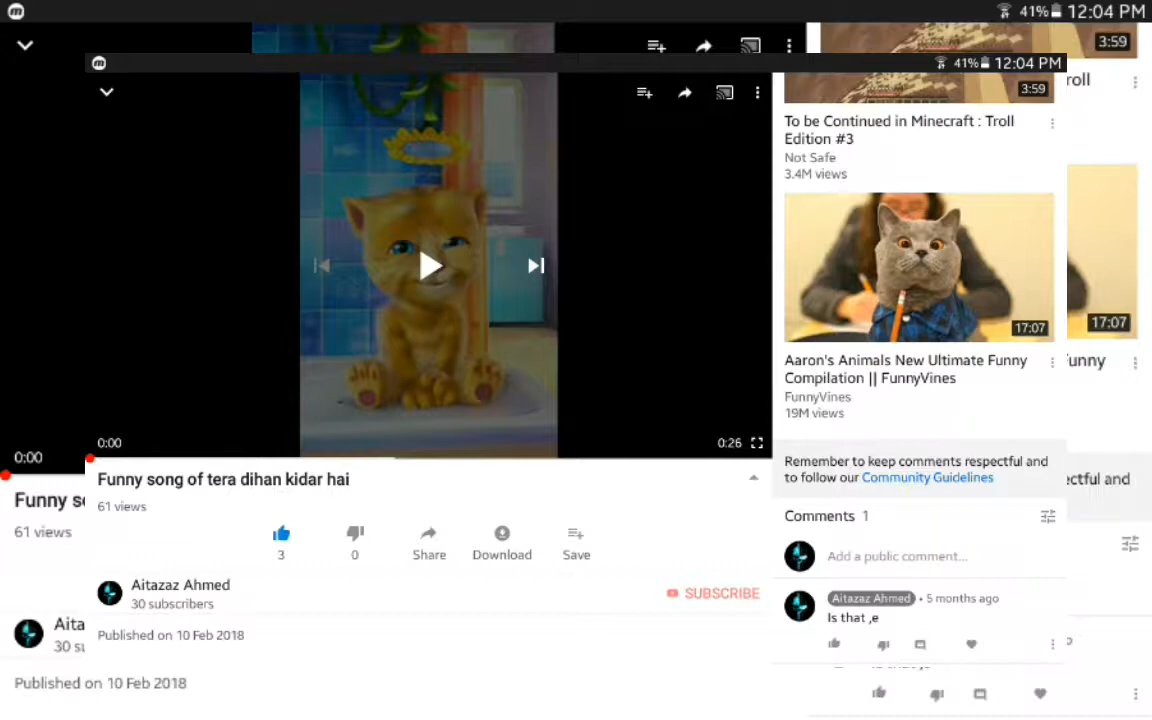 41% 12:04 PM
3:59
41% 12:04 PM
3:59
roll
To be Continued in Minecraft : Troll
Edition #3
Not Safe
3.4M views
17:07
17:07
Aaron's Animals New Ultimate Funny
Compilation || FunnyVines
FunnyVines
19M views
unny
0:00
0:26
0:00
Funny song of tera dihan kidar hai
61 views
Funny s
61 views
3
0
Share
Download
Save
Aitazaz Ahmed
30 subscribers
SUBSCRIBE
Aita
30 su
Published on 10 Feb 2018
Published on 10 Feb 2018
Remember to keep comments respectful and
to follow our Community Guidelines
ectful and
Comments 1
Add a public comment...
Aitazaz Ahmed • 5 months ago
Is that ,e